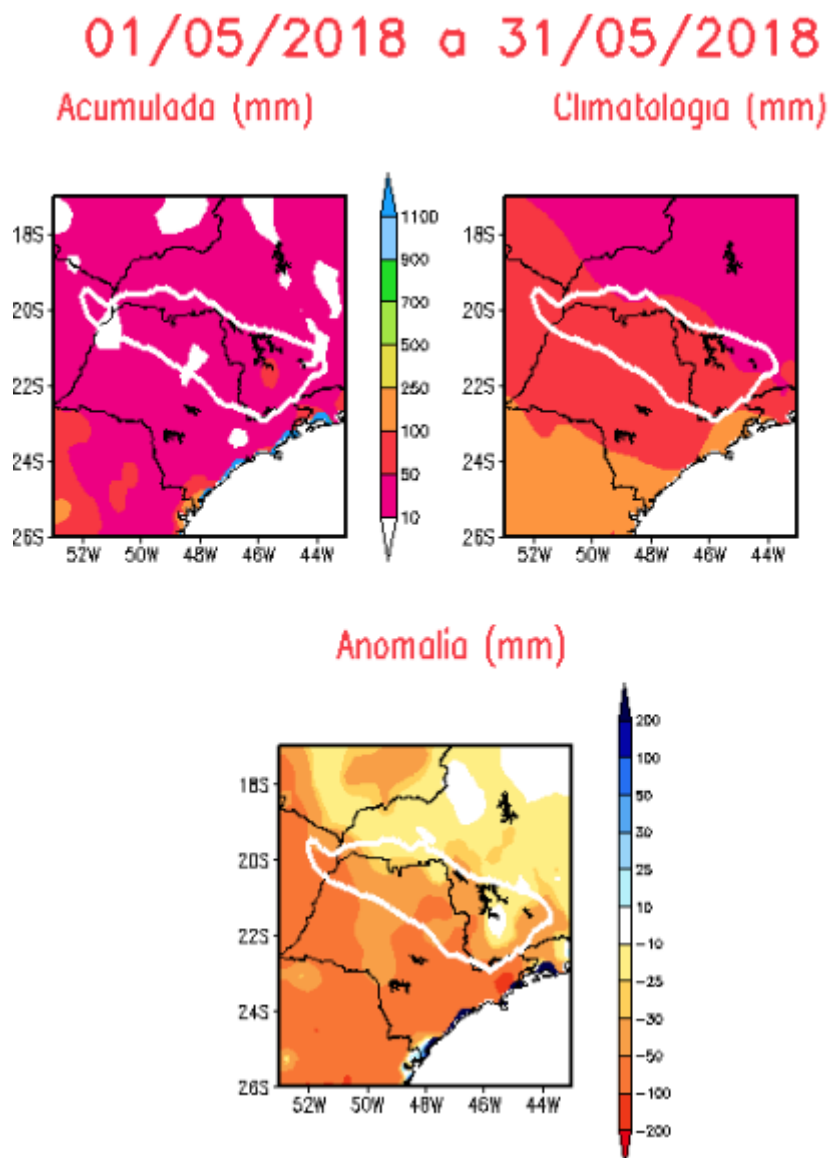 01/05/2018 a 31/05/2018
Acumulada (mm)
Climatologia (mm)
18S
20S
22S
24S
26S
52W 50W 48W 46W 44W
1100
900
700
500
250
100
50
10
18S
20S
22S
24S
26S
52W 50W 48W 46W 44W
Anomalia (mm)
18S
20S
22S
24S
26S
52W 50W 48W 46W 44W
200
100
50
30
25
10
-10
-25
-30
-50
-100
-200